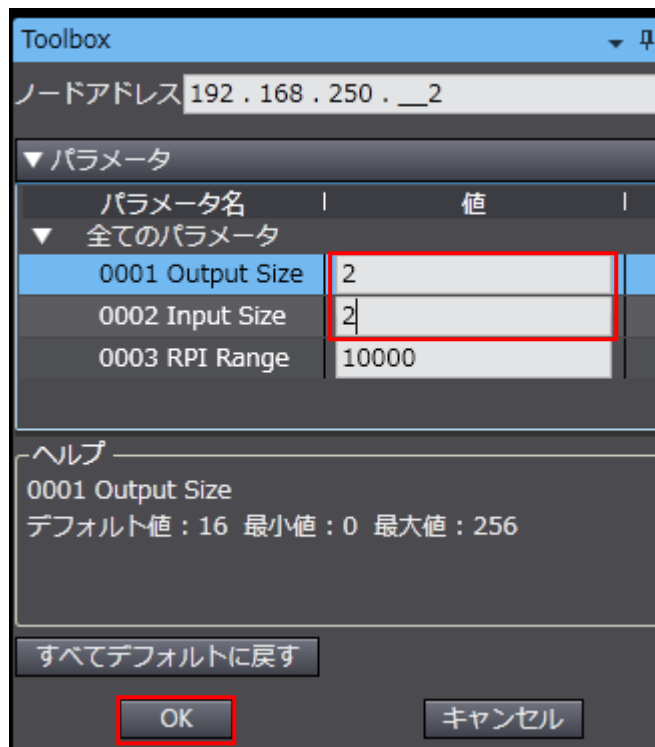 Toolbox
ノードアドレス 192 . 168 . 250 . __2
▼ パラメータ
パラメータ名 値
▼ 全てのパラメータ
0001 Output Size 2
0002 Input Size 2
0003 RPI Range 10000
ヘルプ
0001 Output Size
デフォルト値 : 16 最小値 : 0 最大値 : 256
すべてデフォルトに戻す
OK キャンセル